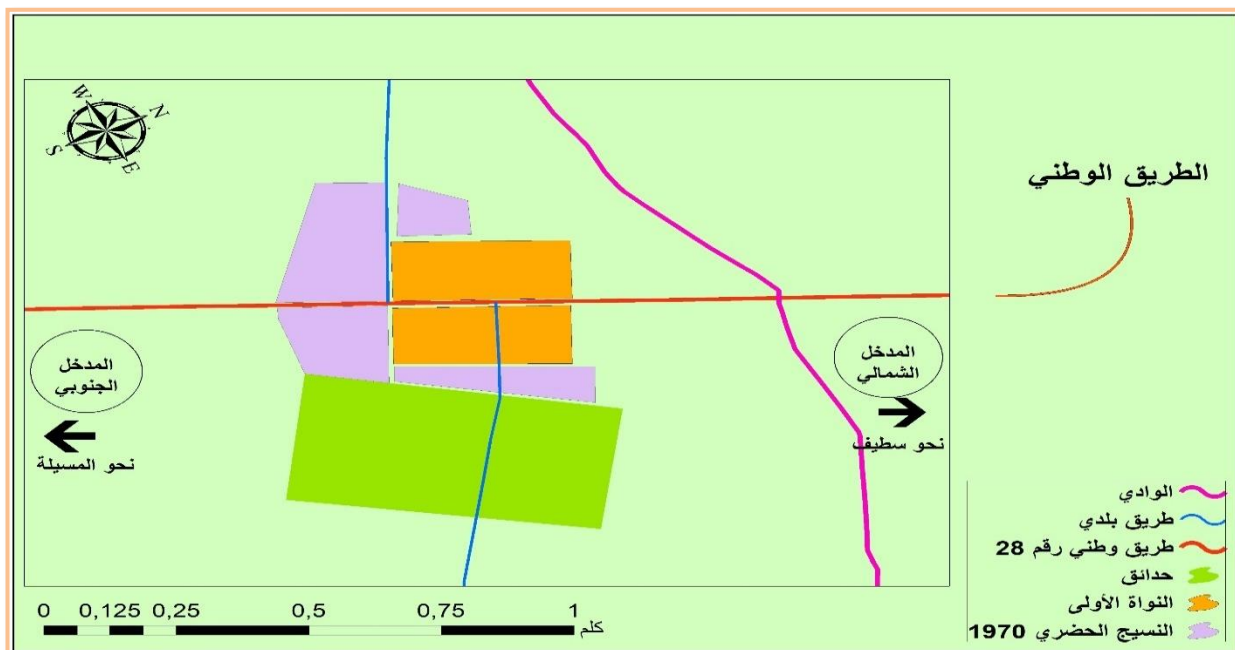 W
N
S
E
الطريق الوطني
المدخل
الجنوبي
نحو المسيلة
المدخل
الشمالي
نحو سطيف
الوادي
طريق بلدي
طريق وطني رقم 28
حدائق
النواة الأولى
النسيج الحضري 1970
0 0,125 0,25 0,5 0,75 1
كلم